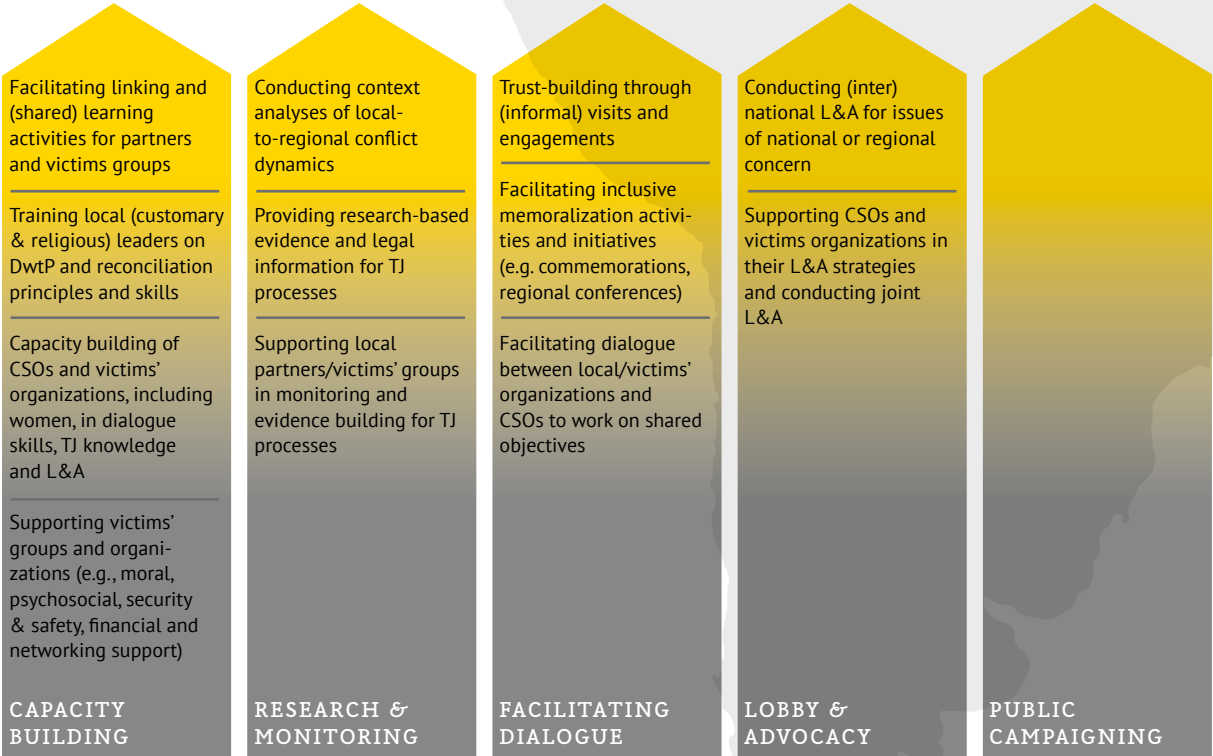 Facilitating linking and
(shared) learning
activities for partners
and victims groups
Training local (customary
& religious) leaders on
DwtP and reconciliation
principles and skills
Capacity building of
CSOs and victims’
organizations, including
women, in dialogue
skills, TJ knowledge
and L&A
Supporting victims’
groups and organi-
zations (e.g., moral,
psychosocial, security
& safety, financial and
networking support)
CAPACITY
BUILDING
Conducting context
analyses of local-
to-regional conflict
dynamics
Providing research-based
evidence and legal
information for TJ
processes
Supporting local
partners/victims’ groups
in monitoring and
evidence building for TJ
processes
RESEARCH &
MONITORING
Trust-building through
(informal) visits and
engagements
Facilitating inclusive
memoralization activi-
ties and initiatives
(e.g. commemorations,
regional conferences)
Facilitating dialogue
between local/victims’
organizations and
CSOs to work on shared
objectives
FACILITATING
DIALOGUE
Conducting (inter)
national L&A for issues
of national or regional
concern
Supporting CSOs and
victims organizations in
their L&A strategies
and conducting joint
L&A
LOBBY &
ADVOCACY
PUBLIC
CAMPAIGNING